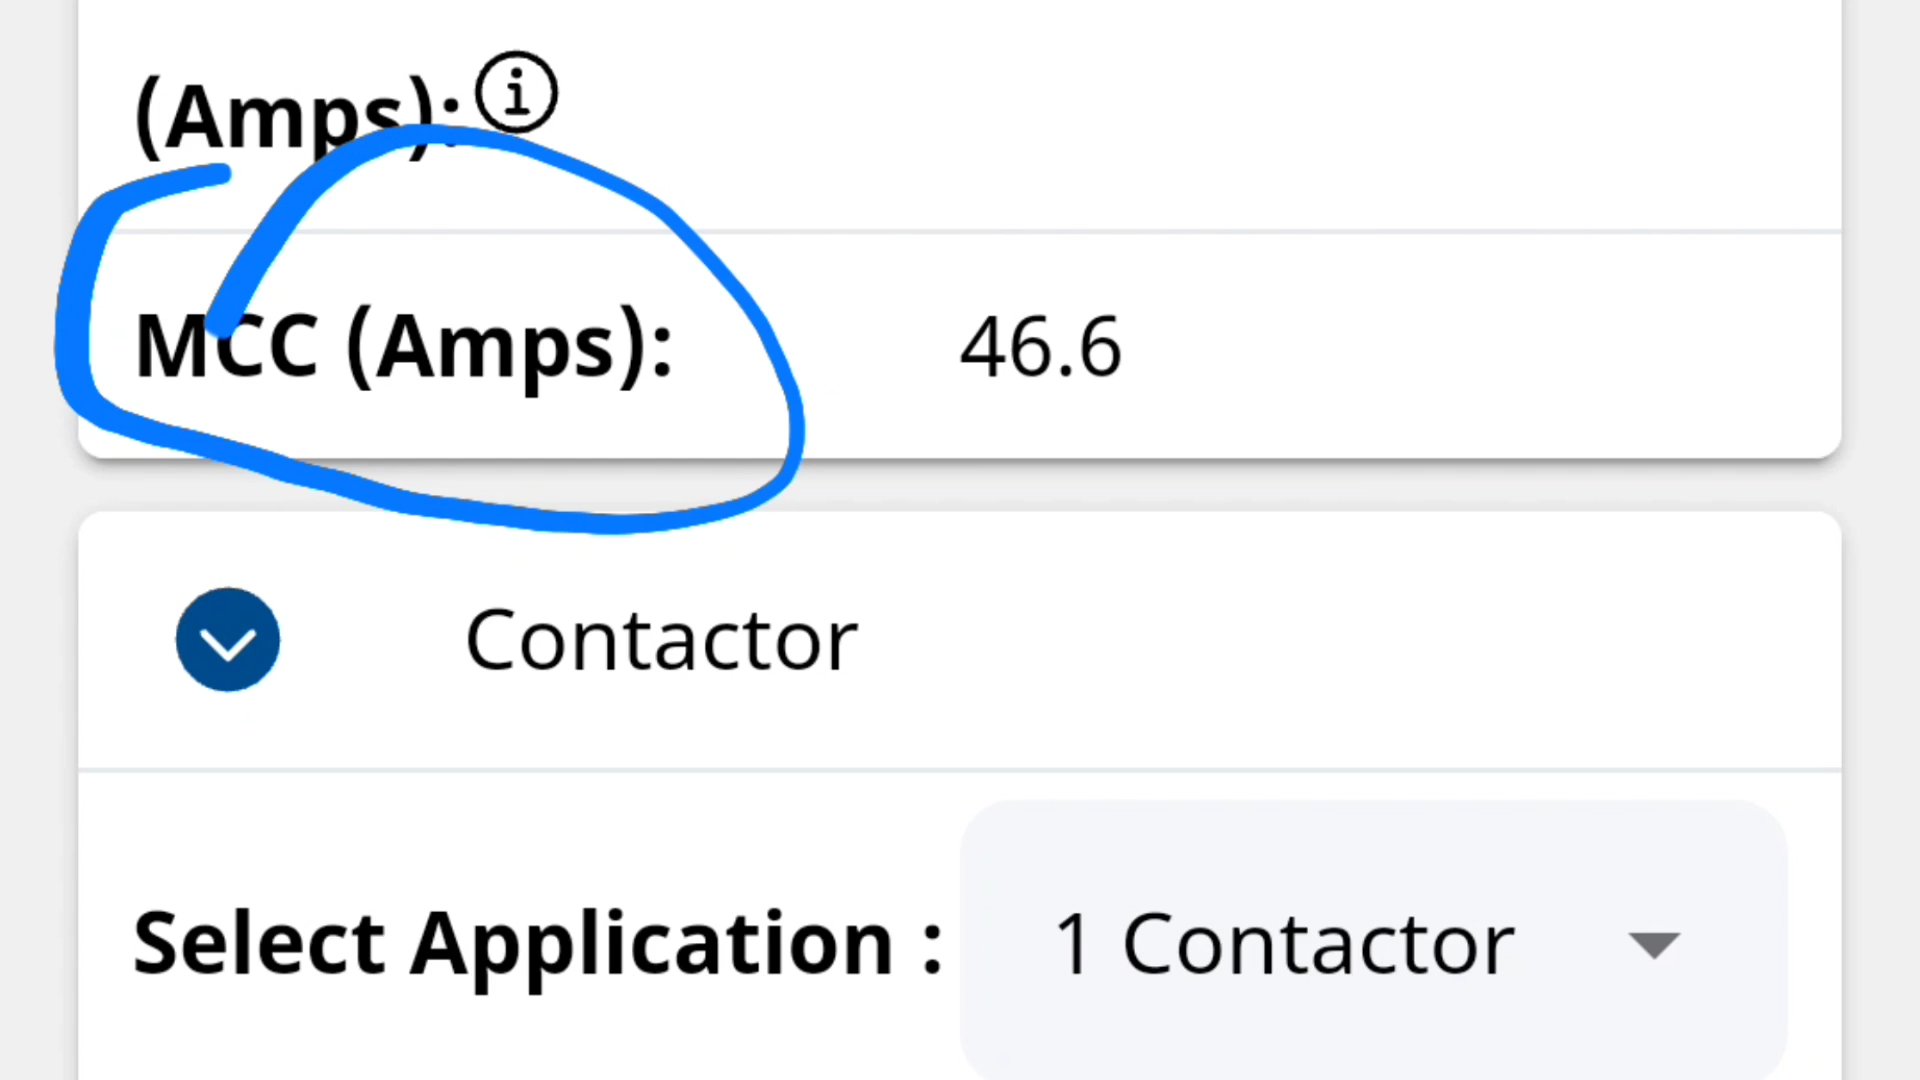 (Amps): i
MCC (Amps): 46.6
Contactor
Select Application : 1 Contactor